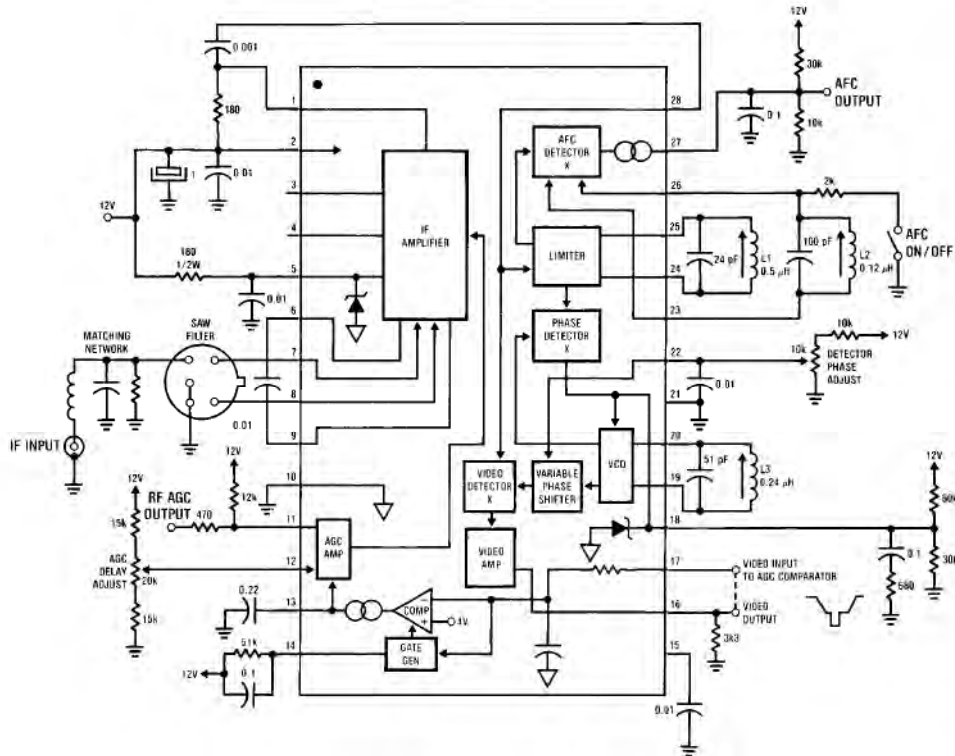 12V
0.001
30k
AFC
OUTPUT
28
1
180
0.1
10k
AFC
DETECTOR
X
27
2
1
0.01
26
2k
3
12V
IF
AMPLIFIER
25
AFC
ON/OFF
4
LIMITER
24 pF
L1
0.5 μH
100 pF
L2
0.12 μH
180
1/2W
5
24
0.01
23
6
MATCHING
NETWORK
SAW
FILTER
PHASE
DETECTOR
X
10k
12V
7
22
10k
DETECTOR
PHASE
ADJUST
8
0.01
21
0.01
IF INPUT
9
20
12V
VCO
51 pF
L3
0.24 μH
12V
10
VIDEO
DETECTOR
X
VARIABLE
PHASE
SHIFTER
19
12V
RF AGC
OUTPUT
12k
470
11
18
15k
AGC
AMP
VIDEO
AMP
0.1
30k
AGC
DELAY
ADJUST
20k
12
17
VIDEO INPUT
TO AGC COMPARATOR
680
0.22
13
COMP
-
+
4V
16
VIDEO
OUTPUT
15k
3k3
51k
14
GATE
GEN
15
12V
0.1
0.01